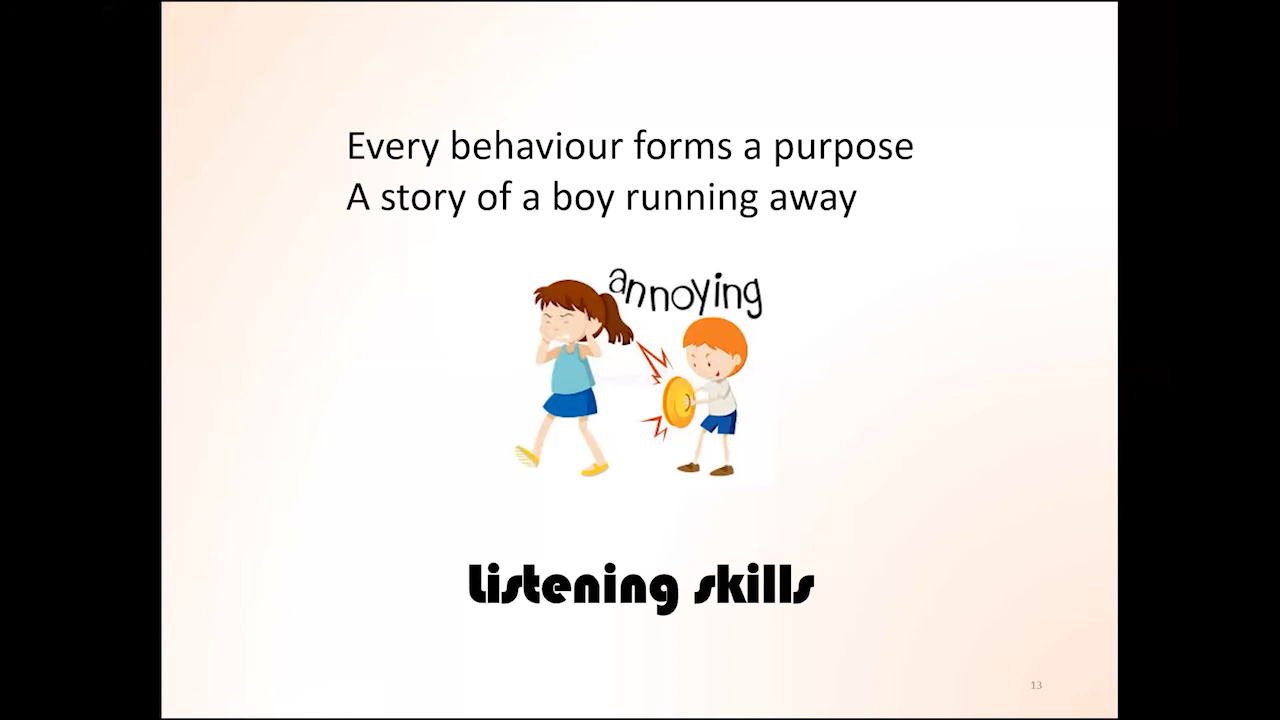 Every behaviour forms a purpose
A story of a boy running away
annoying
Listening skills
13